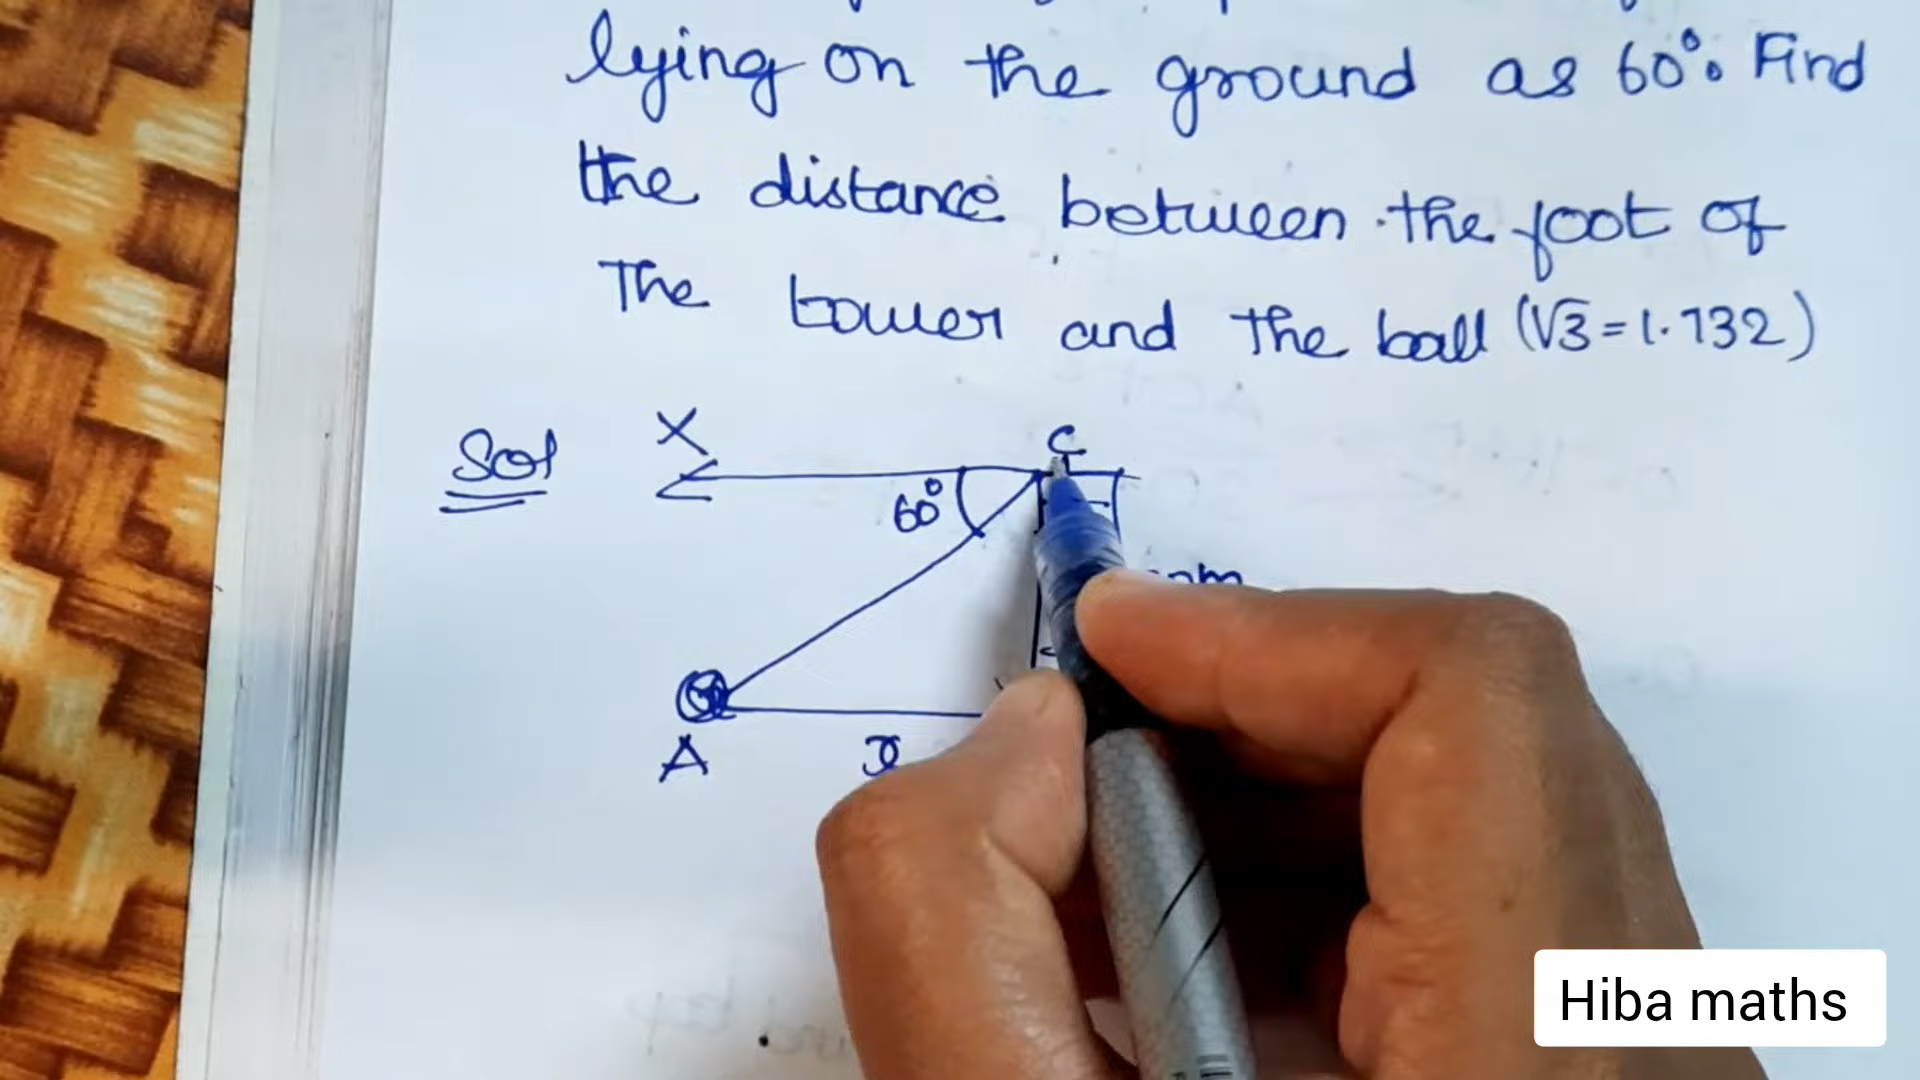 lying on the ground as 60°. Find
the distance between the foot of
The tower and the ball (√3=1.732)
Sol
X
C
60°
A
x
Hiba maths